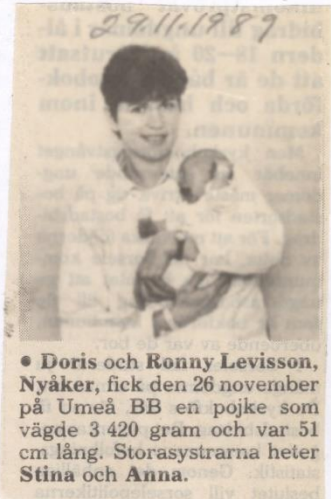 29-11-1989
● Doris och Ronny Levisson,
Nyåker, fick den 26 november
på Umeå BB en pojke som
vägde 3 420 gram och var 51
cm lång. Storasystrarna heter
Stina och Anna.